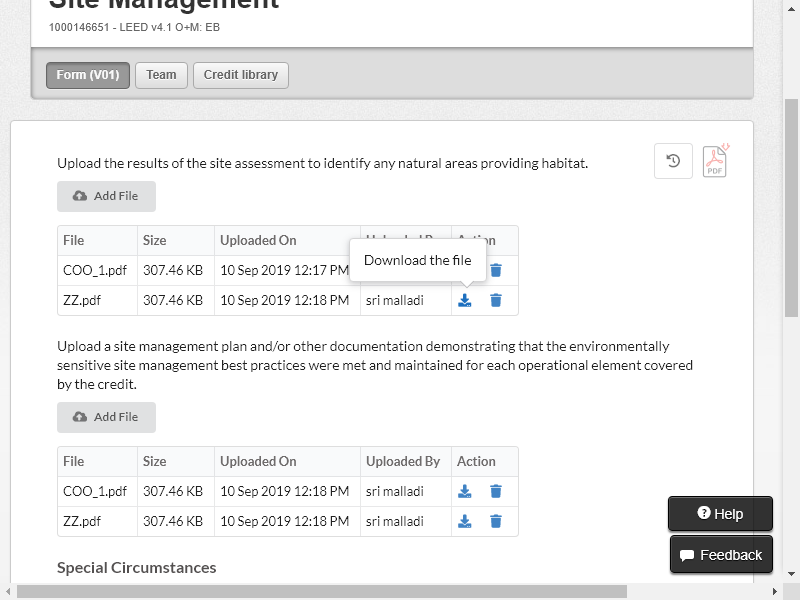 Site Management
1000146651 - LEED v4.1 O+M: EB
Form (V01) Team Credit library
Upload the results of the site assessment to identify any natural areas providing habitat.
PDF
Add File
File Size Uploaded On
COO_1.pdf 307.46 KB 10 Sep 2019 12:17 PM
Download the file
ZZ.pdf 307.46 KB 10 Sep 2019 12:18 PM sri malladi
Upload a site management plan and/or other documentation demonstrating that the environmentally
sensitive site management best practices were met and maintained for each operational element covered
by the credit.
Add File
File Size Uploaded On Uploaded By Action
COO_1.pdf 307.46 KB 10 Sep 2019 12:18 PM sri malladi
ZZ.pdf 307.46 KB 10 Sep 2019 12:18 PM sri malladi
Help
Feedback
Special Circumstances